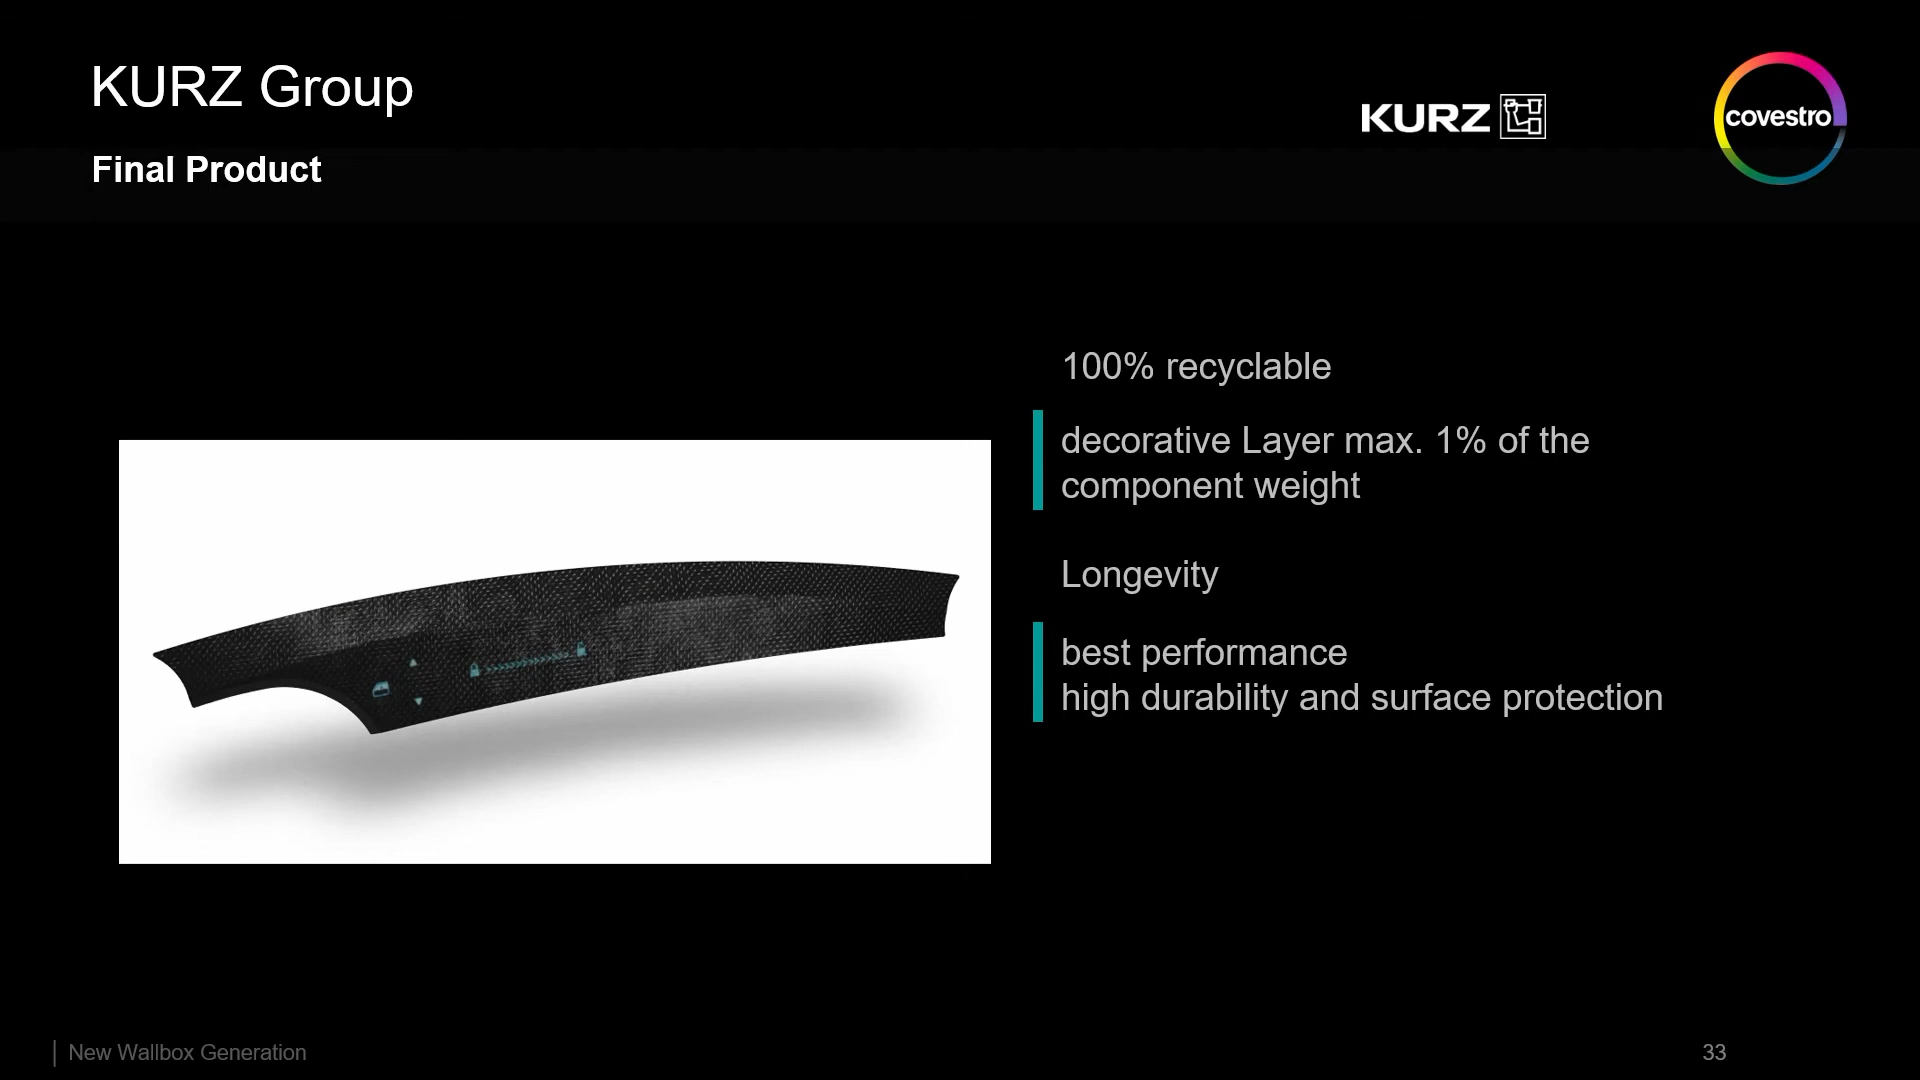 KURZ Group
Final Product
KURZ
covestro
100% recyclable
decorative Layer max. 1% of the
component weight
Longevity
best performance
high durability and surface protection
New Wallbox Generation
33